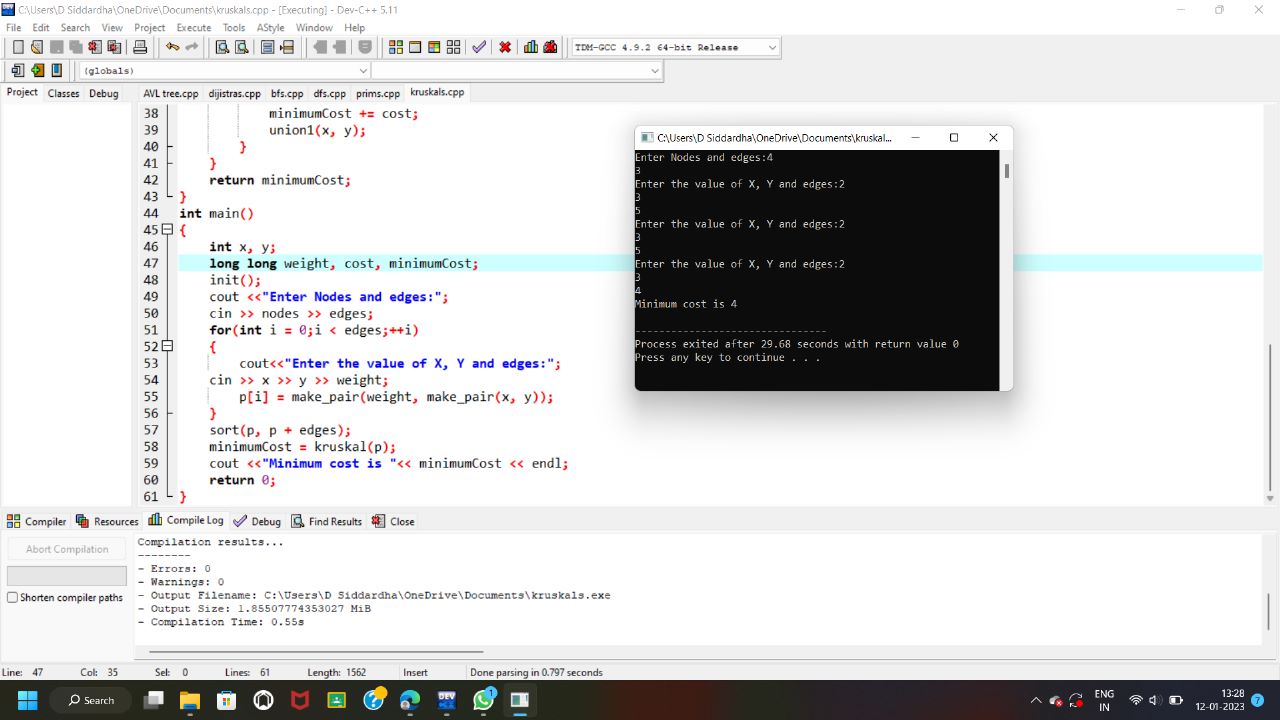 C:\Users\D Siddardha\OneDrive\Documents\kruskals.cpp - [Executing] - Dev-C++ 5.11
File Edit Search View Project Execute Tools AStyle Window Help
TDM-GCC 4.9.2 64-bit Release
(globals)
Project Classes Debug
AVL tree.cpp dijistras.cpp bfs.cpp dfs.cpp prims.cpp kruskals.cpp
38 minimumCost += cost;
39 union1(x, y);
40 }
41 }
42 return minimumCost;
43 }
44 int main()
45 {
46 int x, y;
47 long long weight, cost, minimumCost;
48 init();
49 cout <<"Enter Nodes and edges:";
50 cin >> nodes >> edges;
51 for(int i = 0;i < edges;++i)
52 {
53 cout<<"Enter the value of X, Y and edges:";
54 cin >> x >> y >> weight;
55 p[i] = make_pair(weight, make_pair(x, y));
56 }
57 sort(p, p + edges);
58 minimumCost = kruskal(p);
59 cout <<"Minimum cost is "<< minimumCost << endl;
60 return 0;
61 }
C:\Users\D Siddardha\OneDrive\Documents\kruskal...
Enter Nodes and edges:4
3
Enter the value of X, Y and edges:2
3
5
Enter the value of X, Y and edges:2
3
5
Enter the value of X, Y and edges:2
3
4
Minimum cost is 4
--------------------------------
Process exited after 29.68 seconds with return value 0
Press any key to continue . . .
Compiler Resources Compile Log Debug Find Results Close
Abort Compilation
Shorten compiler paths
Compilation results...
--------
- Errors: 0
- Warnings: 0
- Output Filename: C:\Users\D Siddardha\OneDrive\Documents\kruskals.exe
- Output Size: 1.85507774353027 MiB
- Compilation Time: 0.55s
Line: 47 Col: 35 Sel: 0 Lines: 61 Length: 1562 Insert Done parsing in 0.797 seconds
Search
DEV
1
ENG
IN
13:28
12-01-2023
7